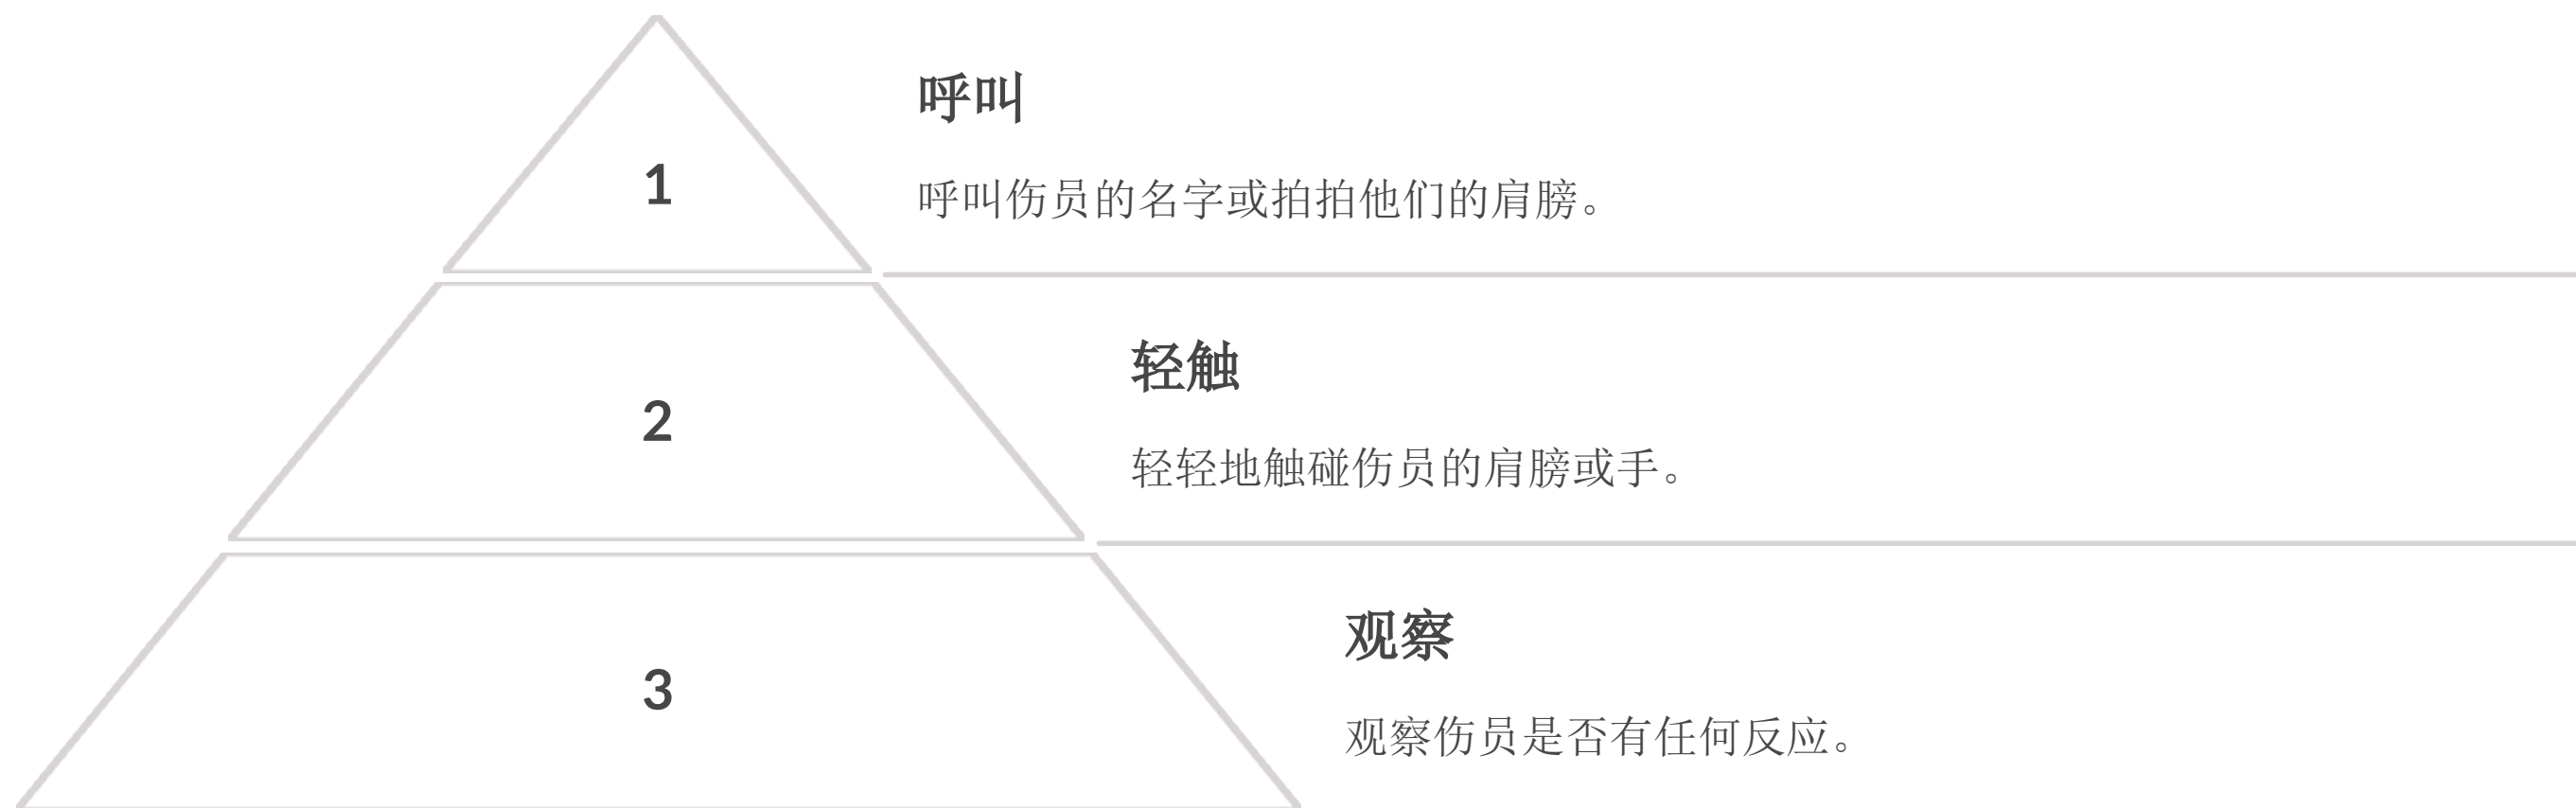 1
呼叫
呼叫伤员的名字或拍拍他们的肩膀。
2
轻触
轻轻地触碰伤员的肩膀或手。
3
观察
观察伤员是否有任何反应。